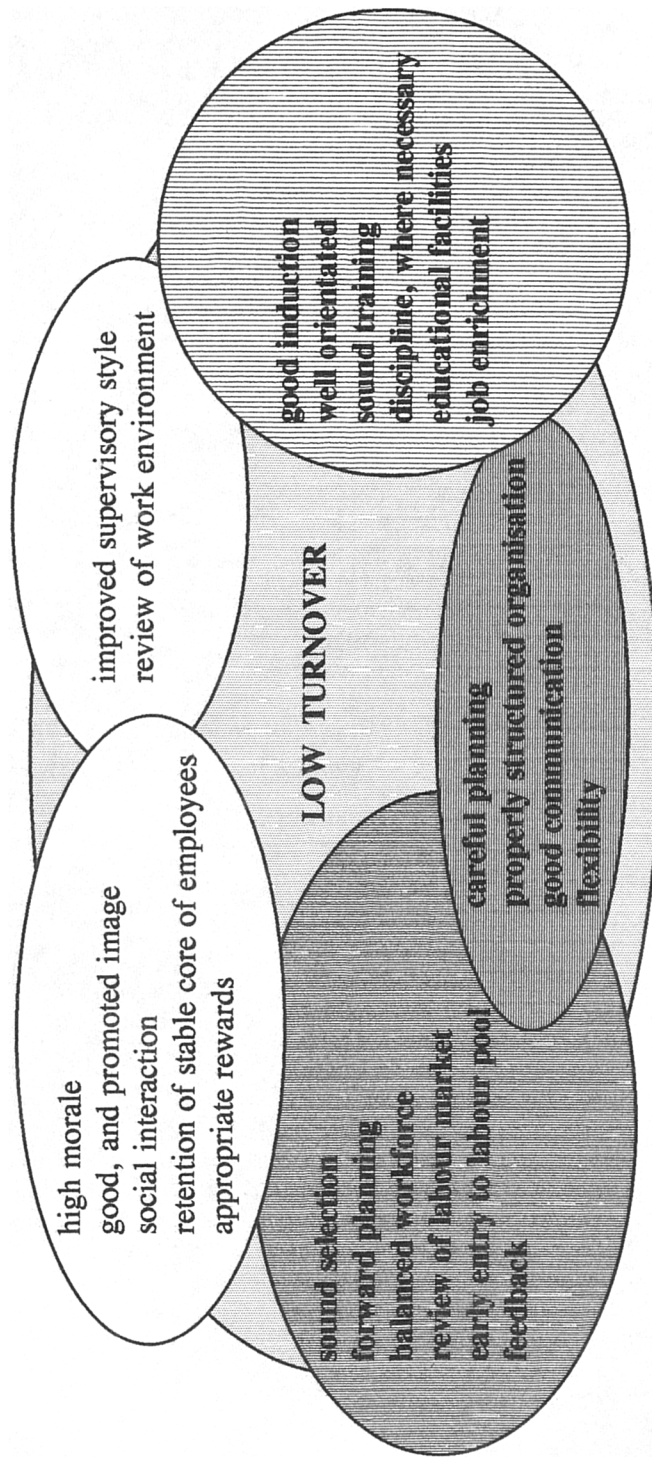 high morale
good, and promoted image
social interaction
retention of stable core of employees
appropriate rewards
improved supervisory style
review of work environment
LOW TURNOVER
sound selection
forward planning
balanced workforce
review of labour market
early entry to labour pool
feedback
careful planning
properly structured organisation
good communication
flexibility
good induction
well orientated
sound training
discipline, where necessary
educational facilities
job enrichment